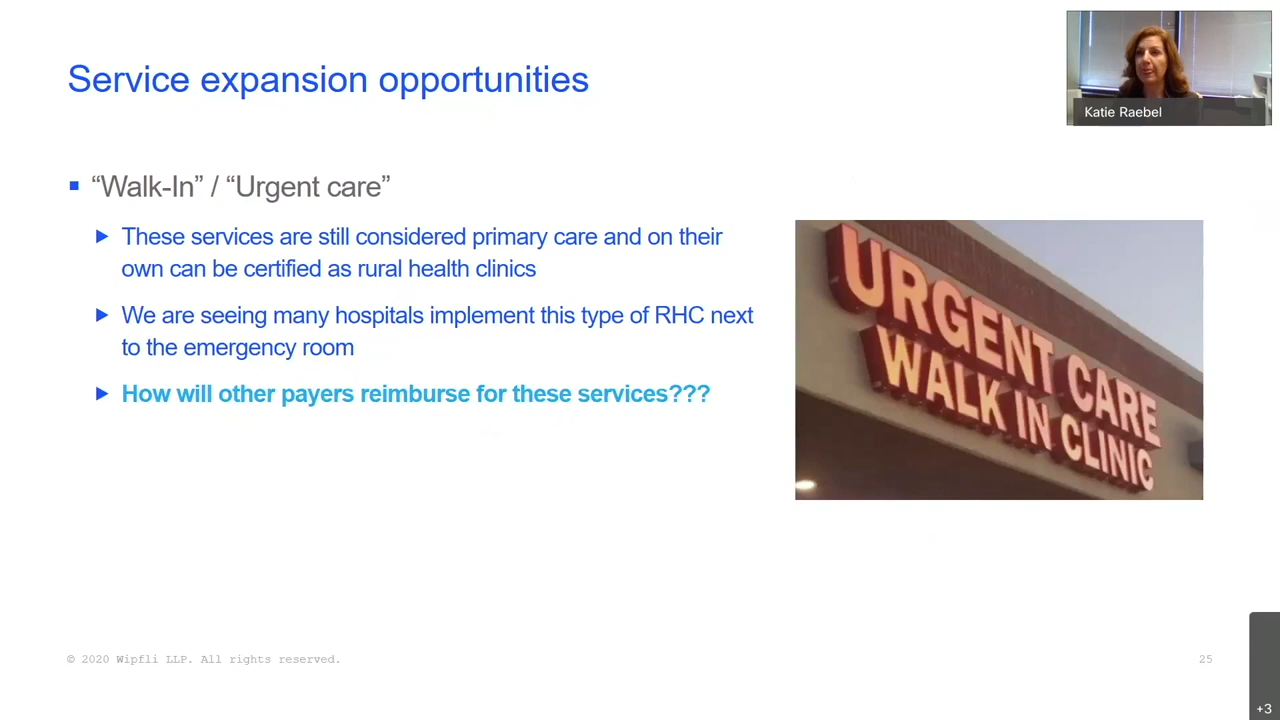 Service expansion opportunities
Katie Raebel
“Walk-In” / “Urgent care”
These services are still considered primary care and on their
own can be certified as rural health clinics
We are seeing many hospitals implement this type of RHC next
to the emergency room
How will other payers reimburse for these services???
URGENT CARE
WALK IN CLINIC
© 2020 Wipfli LLP. All rights reserved.
25
+3